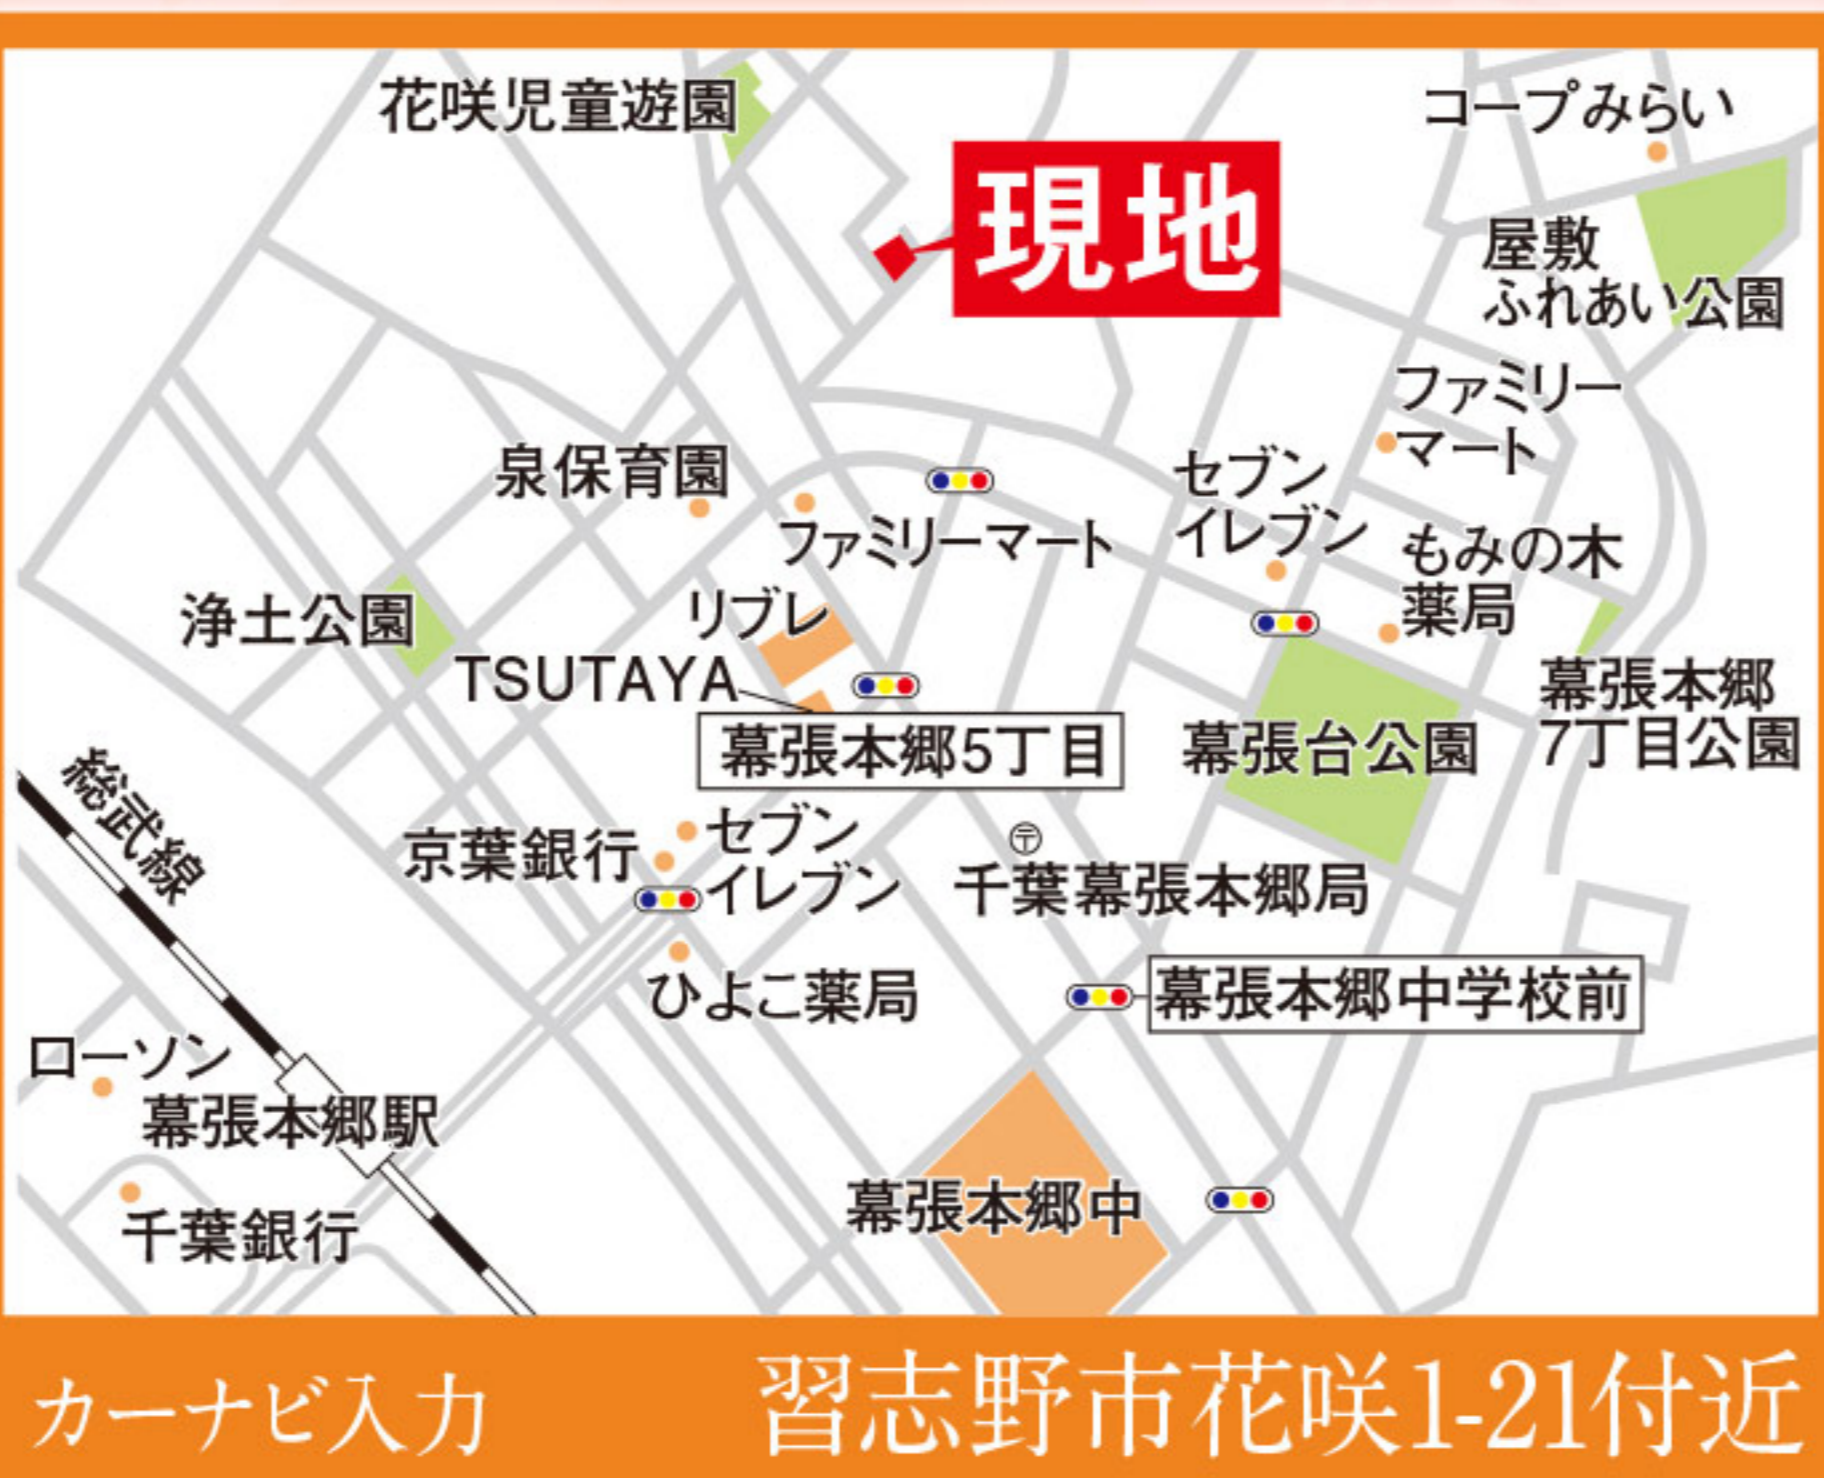 花咲児童遊園
コープみらい
現地
屋敷
ふれあい公園
ファミリー
マート
泉保育園
セブン
イレブン
ファミリーマート
もみの木
薬局
浄土公園
リブレ
TSUTAYA
幕張本郷5丁目
幕張台公園
幕張本郷
7丁目公園
総武線
京葉銀行
セブン
イレブン
〒
千葉幕張本郷局
ひよこ薬局
幕張本郷中学校前
ローソン
幕張本郷駅
幕張本郷中
千葉銀行
カーナビ入力
習志野市花咲1-21付近